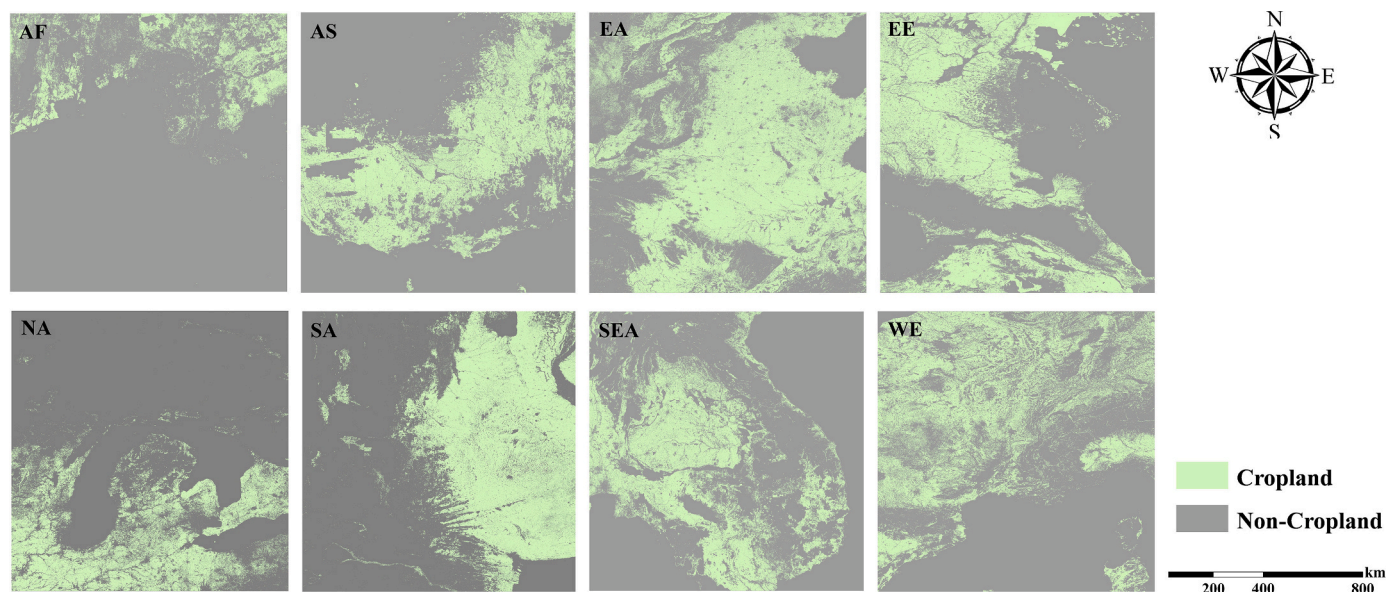 AF
AS
EA
EE
N
W
E
S
NA
SA
SEA
WE
Cropland
Non-Cropland
km
200 400 800